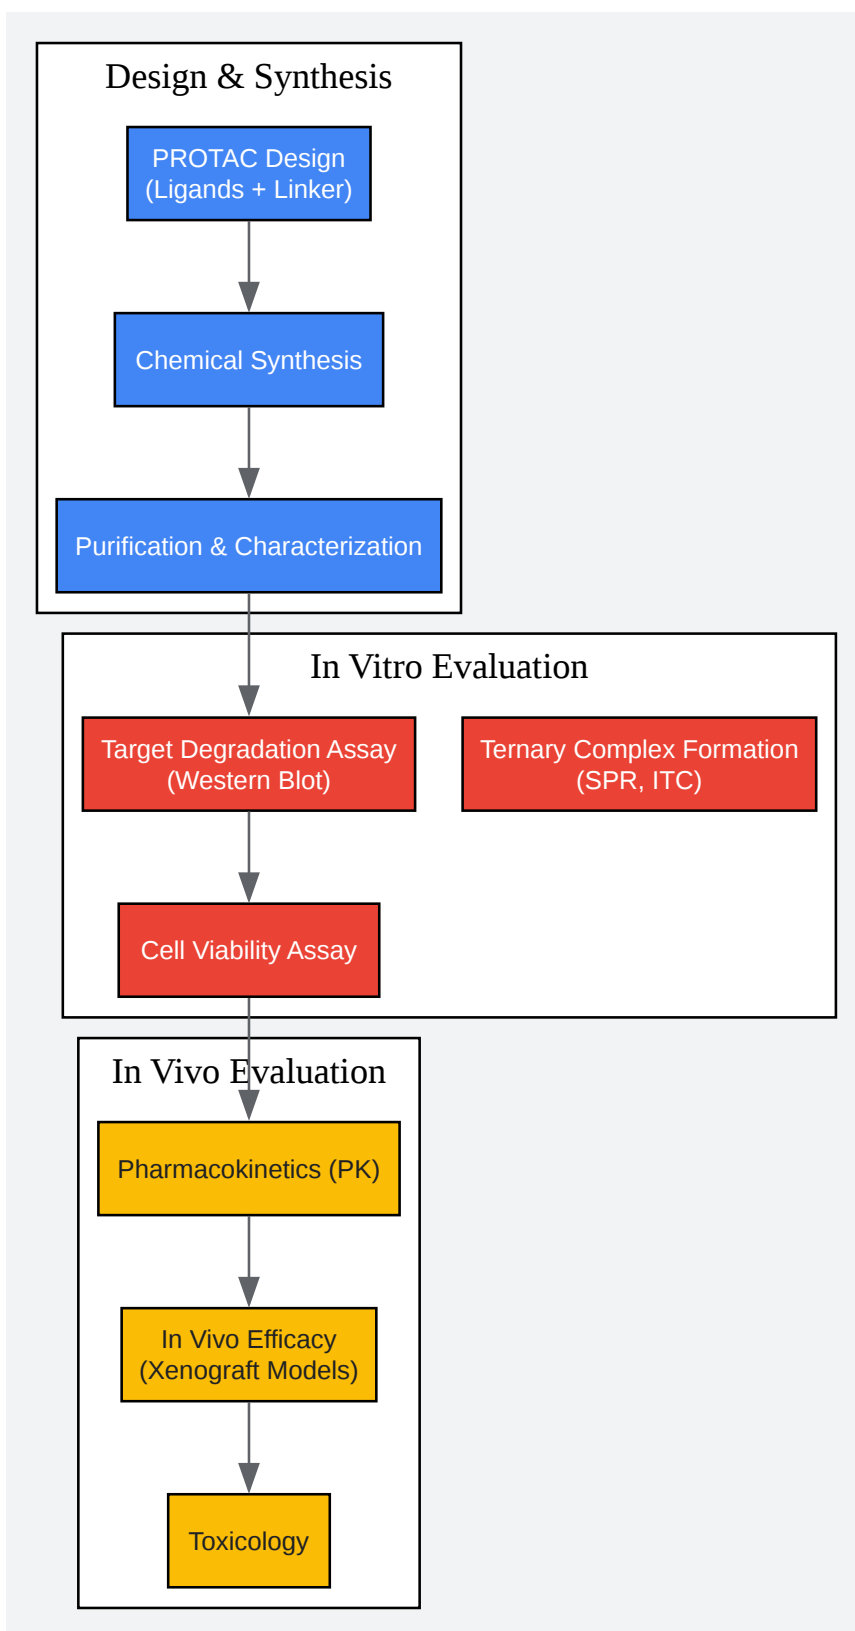 Design & Synthesis
PROTAC Design
(Ligands + Linker)
Chemical Synthesis
Purification & Characterization
In Vitro Evaluation
Target Degradation Assay
(Western Blot)
Ternary Complex Formation
(SPR, ITC)
Cell Viability Assay
In Vivo Evaluation
Pharmacokinetics (PK)
In Vivo Efficacy
(Xenograft Models)
Toxicology